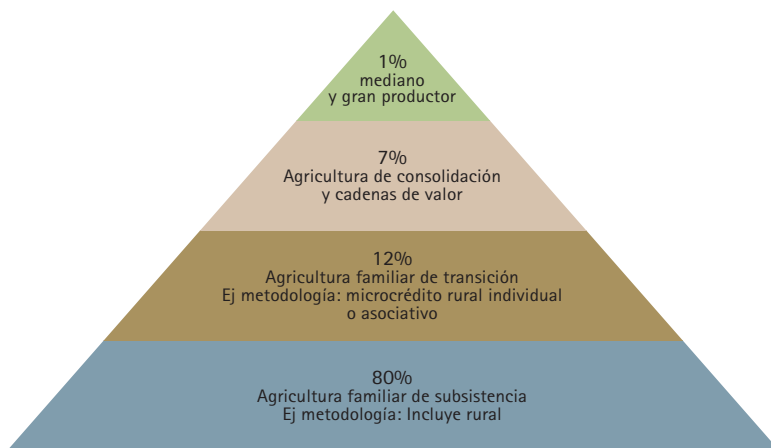 1%
mediano
y gran productor
7%
Agricultura de consolidación
y cadenas de valor
12%
Agricultura familiar de transición
Ej metodología: microcrédito rural individual
o asociativo
80%
Agricultura familiar de subsistencia
Ej metodología: Incluye rural